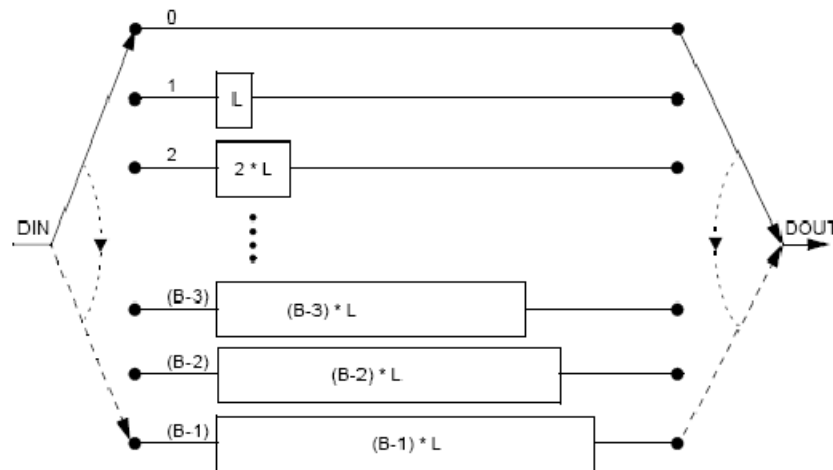 0
1
L
2
2 * L
DIN
DOUT
(B-3)
(B-3) * L
(B-2)
(B-2) * L.
(B-1)
(B-1) * L